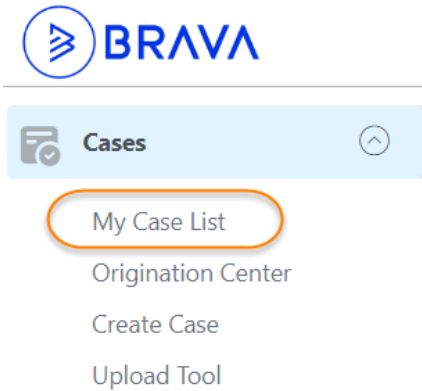 BRAVA
Cases
My Case List
Origination Center
Create Case
Upload Tool